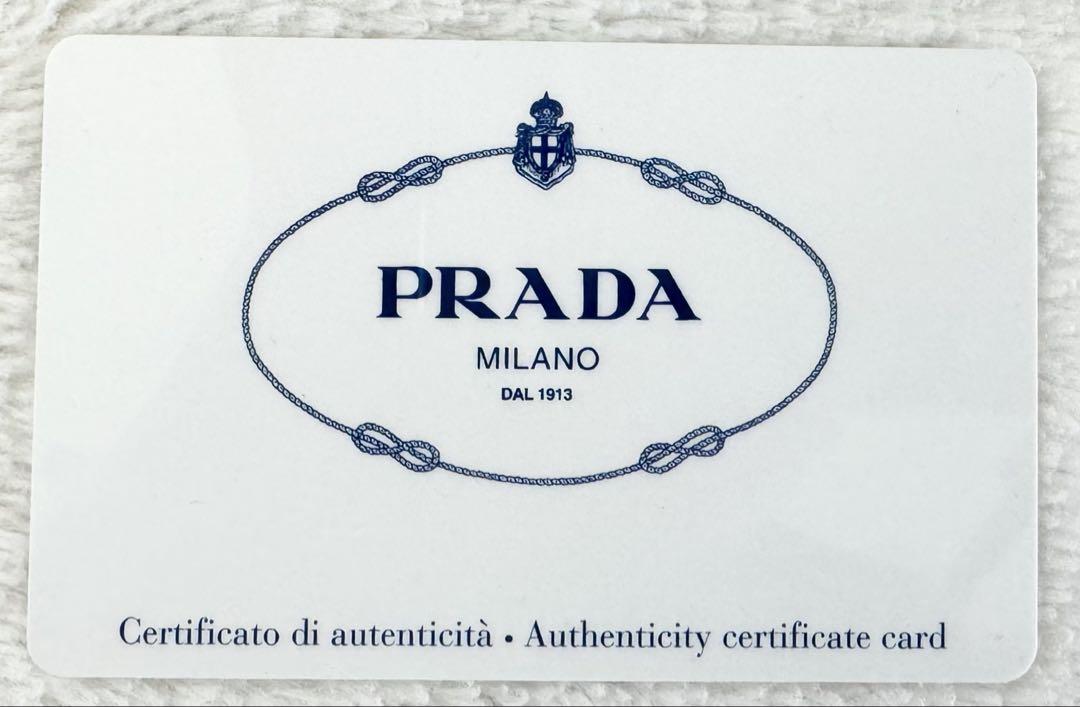 PRADA
MILANO
DAL 1913
Certificato di autenticità • Authenticity certificate card